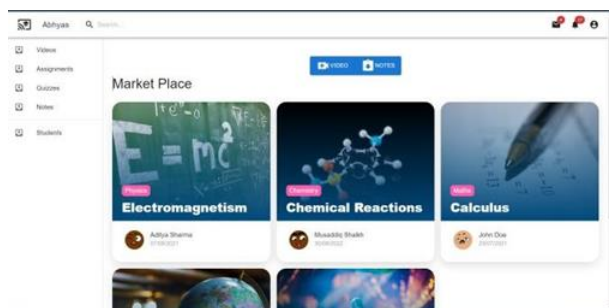 Abhyas
Search...
Videos
Assignments
Quizzes
Notes
Students
VIDEO
NOTES
Market Place
E=mc²
Physics
Electromagnetism
Aditya Sharma
Chemistry
Chemical Reactions
Musaddiq Shaikh
Maths
Calculus
John Doe